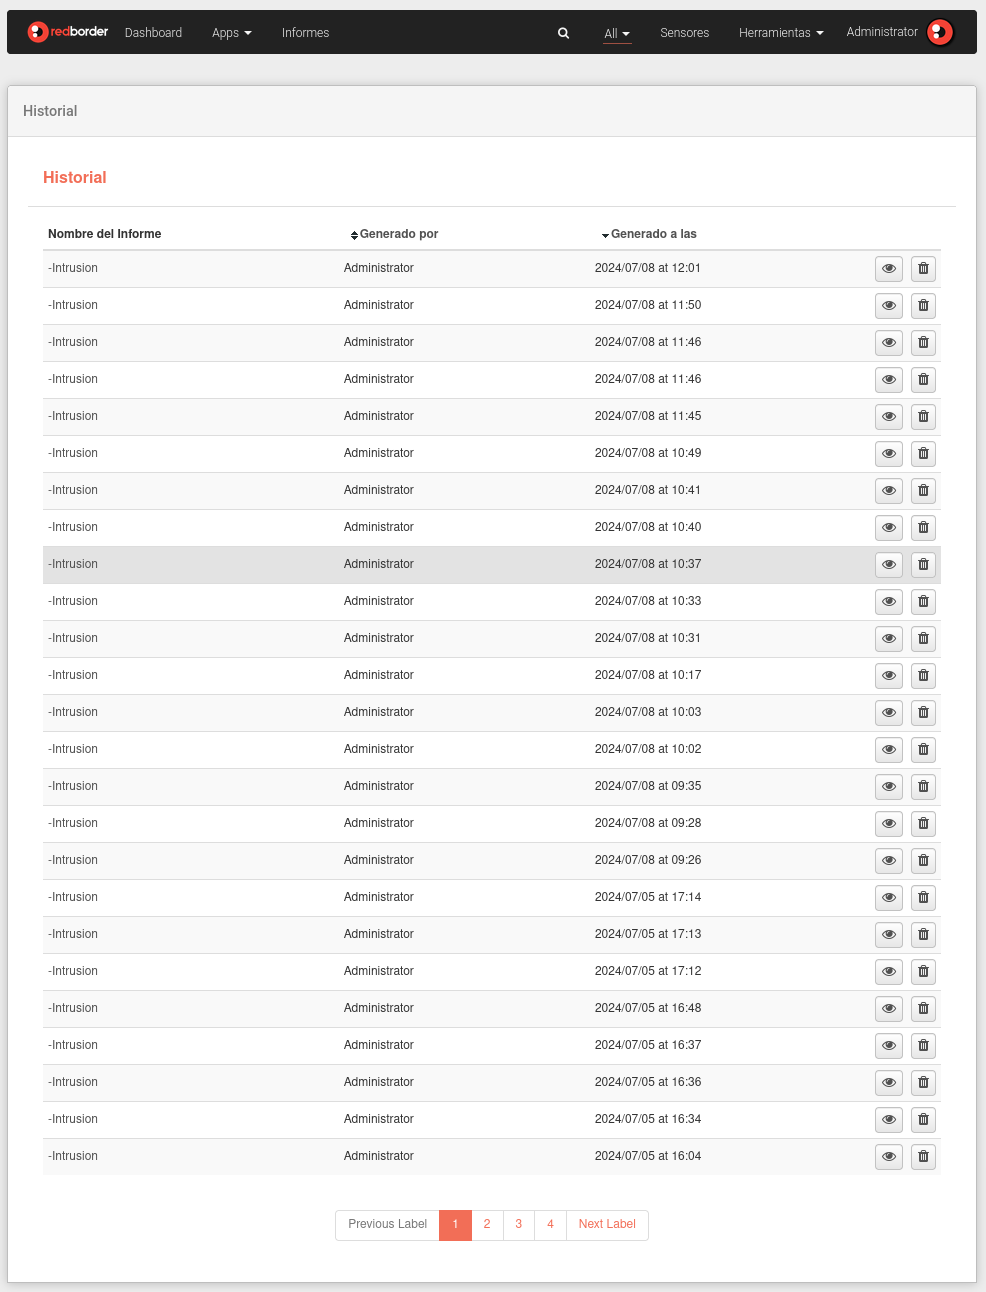 redborder Dashboard Apps Informes All Sensores Herramientas Administrator
Historial
Historial
Nombre del Informe Generado por Generado a las
-Intrusion Administrator 2024/07/08 at 12:01
-Intrusion Administrator 2024/07/08 at 11:50
-Intrusion Administrator 2024/07/08 at 11:46
-Intrusion Administrator 2024/07/08 at 11:46
-Intrusion Administrator 2024/07/08 at 11:45
-Intrusion Administrator 2024/07/08 at 10:49
-Intrusion Administrator 2024/07/08 at 10:41
-Intrusion Administrator 2024/07/08 at 10:40
-Intrusion Administrator 2024/07/08 at 10:37
-Intrusion Administrator 2024/07/08 at 10:33
-Intrusion Administrator 2024/07/08 at 10:31
-Intrusion Administrator 2024/07/08 at 10:17
-Intrusion Administrator 2024/07/08 at 10:03
-Intrusion Administrator 2024/07/08 at 10:02
-Intrusion Administrator 2024/07/08 at 09:35
-Intrusion Administrator 2024/07/08 at 09:28
-Intrusion Administrator 2024/07/08 at 09:26
-Intrusion Administrator 2024/07/05 at 17:14
-Intrusion Administrator 2024/07/05 at 17:13
-Intrusion Administrator 2024/07/05 at 17:12
-Intrusion Administrator 2024/07/05 at 16:48
-Intrusion Administrator 2024/07/05 at 16:37
-Intrusion Administrator 2024/07/05 at 16:36
-Intrusion Administrator 2024/07/05 at 16:34
-Intrusion Administrator 2024/07/05 at 16:04
Previous Label 1 2 3 4 Next Label